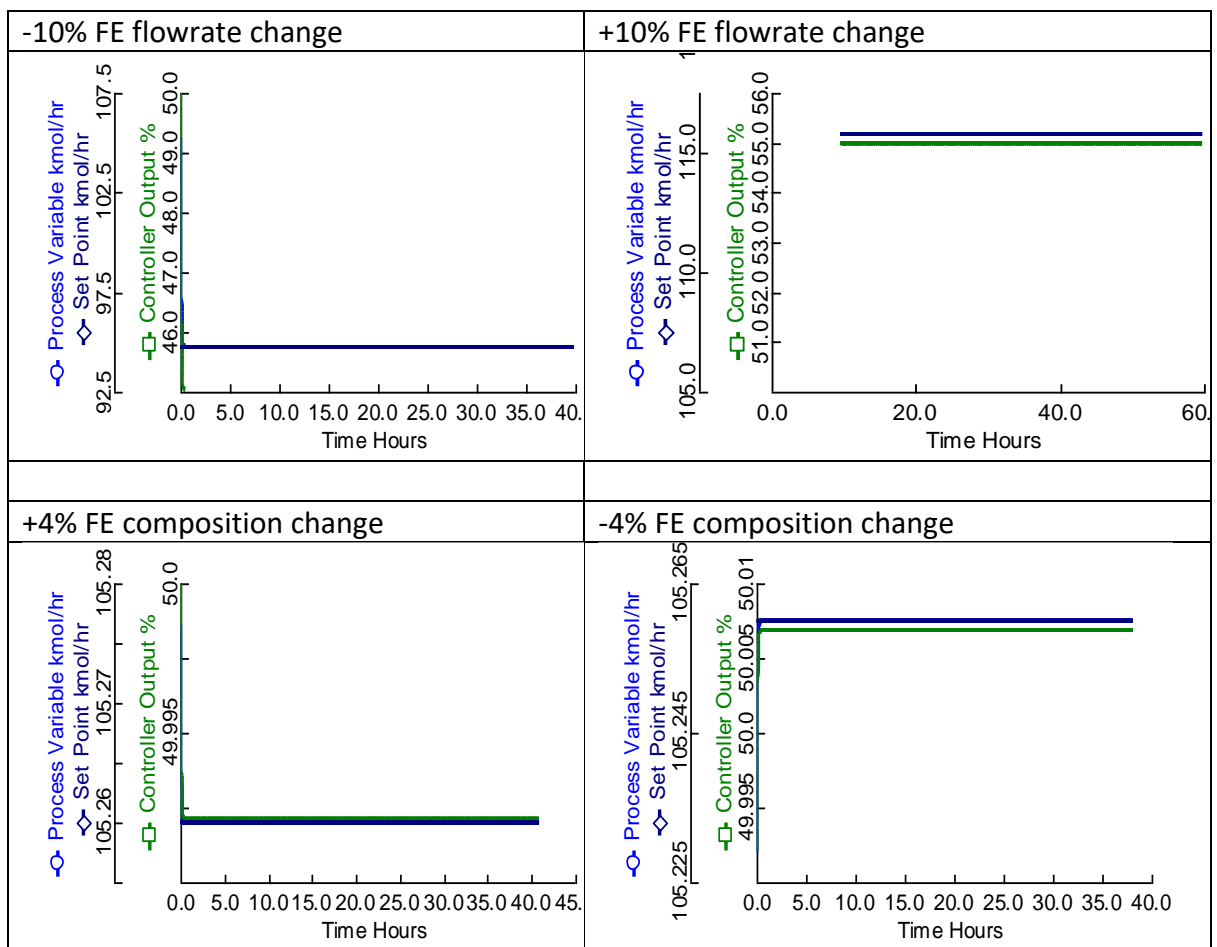 -10% FE flowrate change
+10% FE flowrate change
Process Variable kmol/hr
Set Point kmol/hr
92.5 97.5 102.5 107.5
Controller Output %
46.0 47.0 48.0 49.0 50.0
0.0 5.0 10.0 15.0 20.0 25.0 30.0 35.0 40.
Time Hours
Process Variable kmol/hr
Set Point kmol/hr
105.0 110.0 115.0
Controller Output %
51.0 52.0 53.0 54.0 55.0 56.0
0.0 20.0 40.0 60.
Time Hours
+4% FE composition change
-4% FE composition change
Process Variable kmol/hr
Set Point kmol/hr
105.26 105.27 105.28
Controller Output %
49.995 50.0
0.0 5.0 10.0 15.0 20.0 25.0 30.0 35.0 40.0 45.
Time Hours
Process Variable kmol/hr
Set Point kmol/hr
105.225 105.245 105.265
Controller Output %
49.995 50.0 50.005 50.01
0.0 5.0 10.0 15.0 20.0 25.0 30.0 35.0 40.0
Time Hours